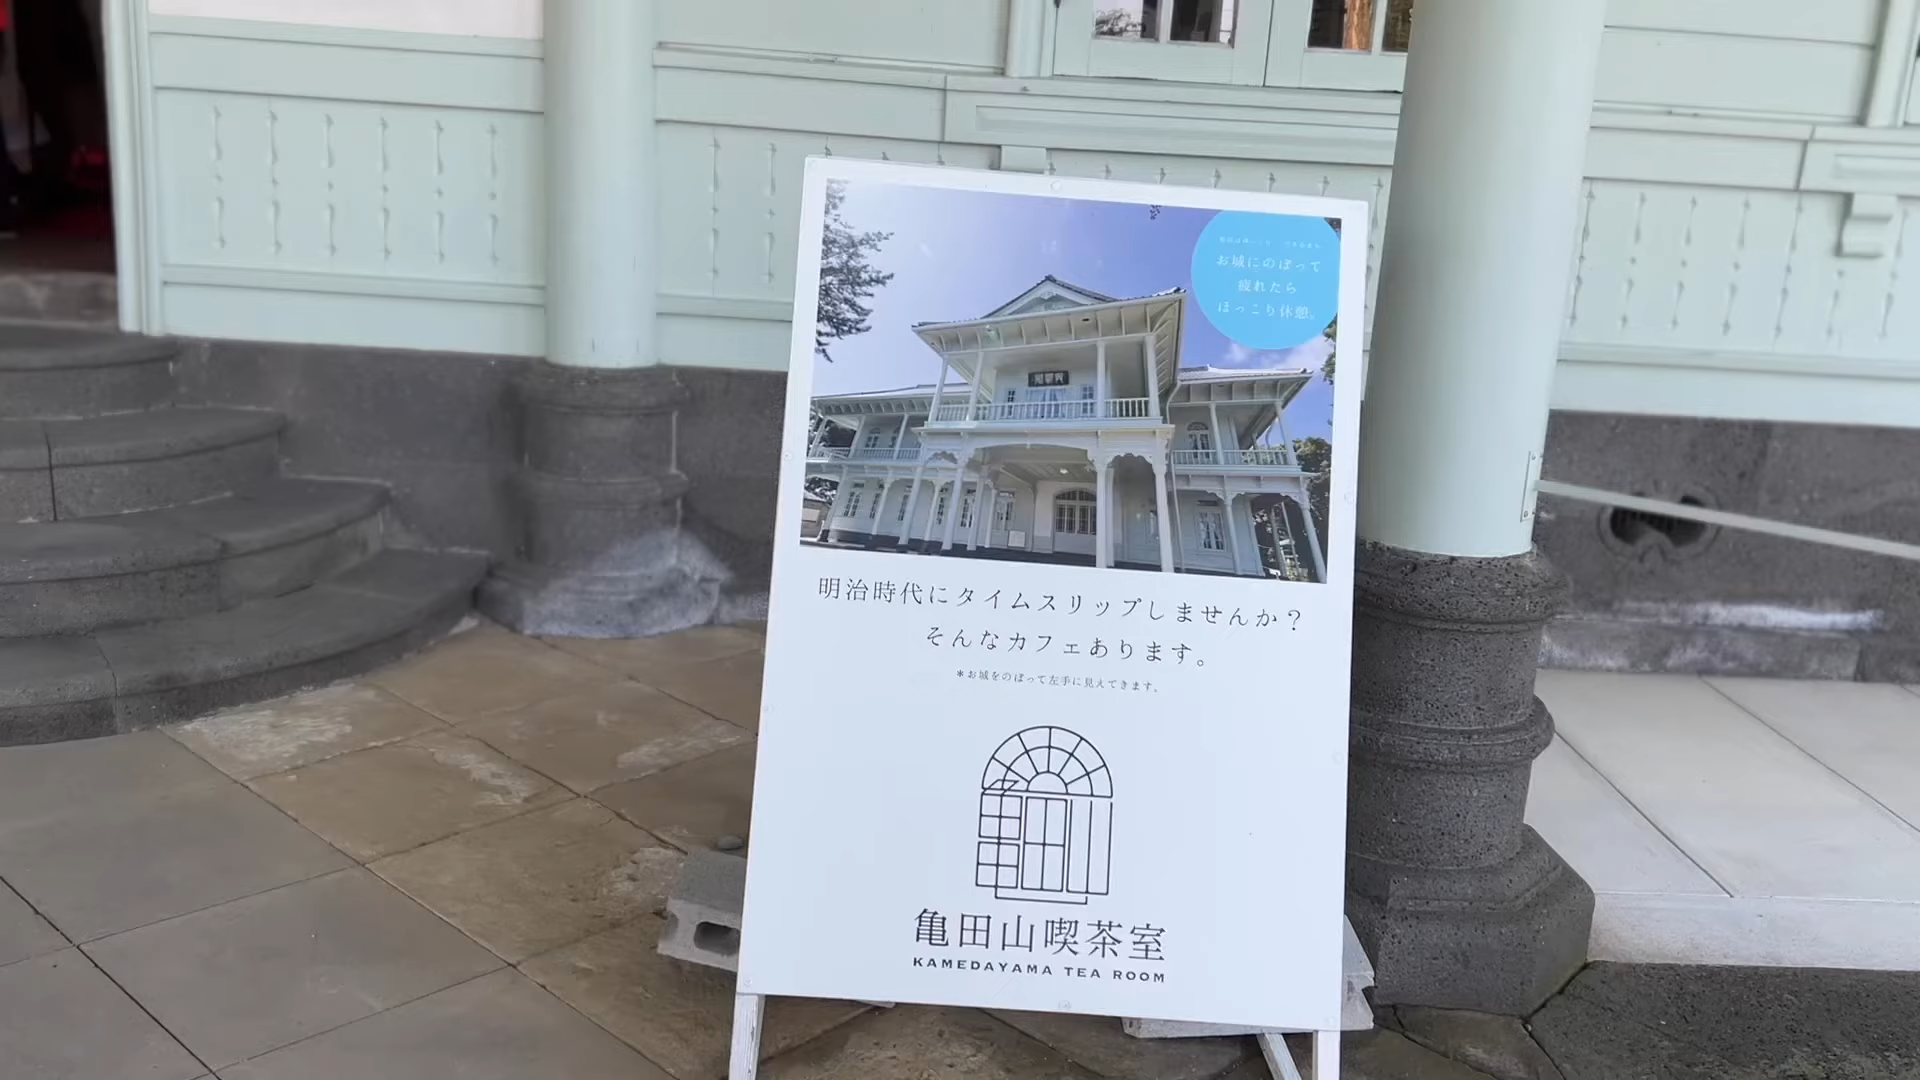 お城にのぼって
疲れたら
ほっこり休憩。
明治時代にタイムスリップしませんか？
そんなカフェあります。
＊お城をのぼって左手に見えてきます。
亀田山喫茶室
KAMEDAYAMA TEA ROOM